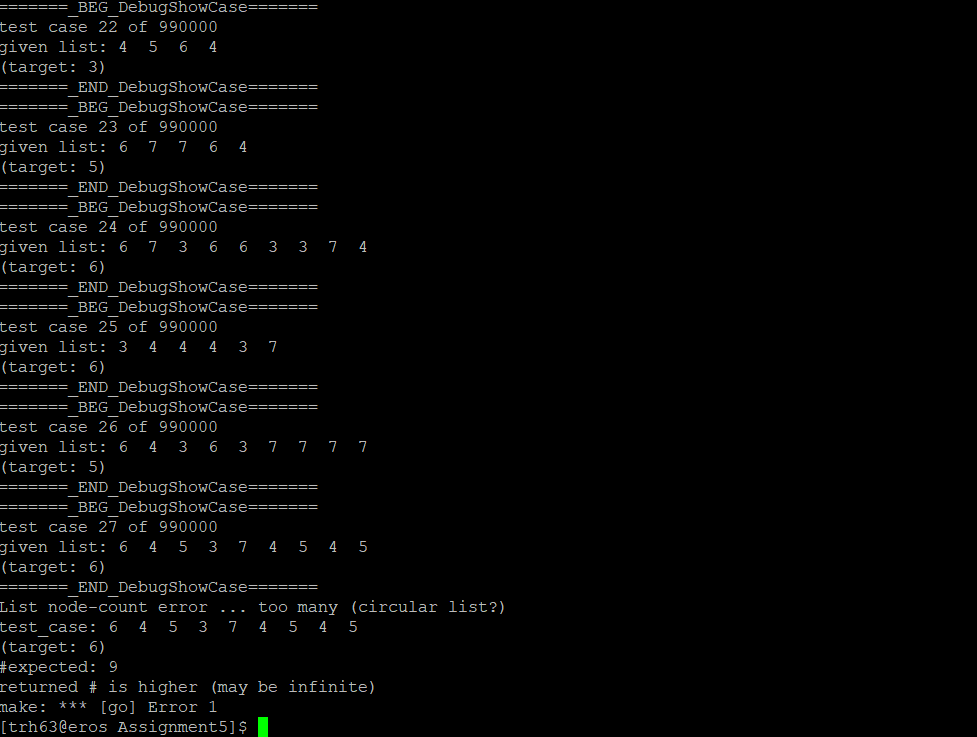 =======_BEG_DebugShowCase=======
test case 22 of 990000
given list: 4  5  6  4
(target: 3)
=======_END_DebugShowCase=======
=======_BEG_DebugShowCase=======
test case 23 of 990000
given list: 6  7  7  6  4
(target: 5)
=======_END_DebugShowCase=======
=======_BEG_DebugShowCase=======
test case 24 of 990000
given list: 6  7  3  6  6  3  3  7  4
(target: 6)
=======_END_DebugShowCase=======
=======_BEG_DebugShowCase=======
test case 25 of 990000
given list: 3  4  4  4  3  7
(target: 6)
=======_END_DebugShowCase=======
=======_BEG_DebugShowCase=======
test case 26 of 990000
given list: 6  4  3  6  3  7  7  7  7
(target: 5)
=======_END_DebugShowCase=======
=======_BEG_DebugShowCase=======
test case 27 of 990000
given list: 6  4  5  3  7  4  5  4  5
(target: 6)
=======_END_DebugShowCase=======
List node-count error ... too many (circular list?)
test_case: 6  4  5  3  7  4  5  4  5
(target: 6)
#expected: 9
returned # is higher (may be infinite)
make: *** [go] Error 1
[trh63@eros Assignment5]$